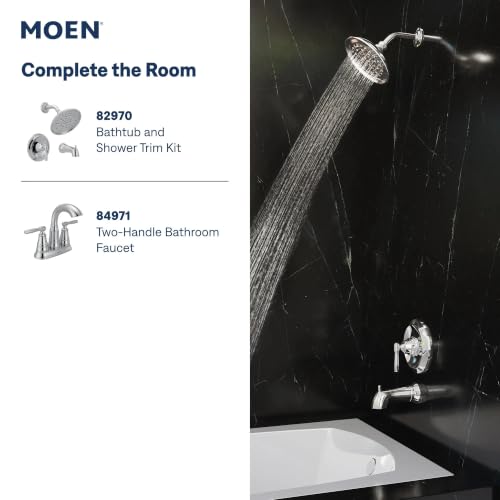 MOEN®
Complete the Room
82970
Bathtub and
Shower Trim Kit
84971
Two-Handle Bathroom
Faucet